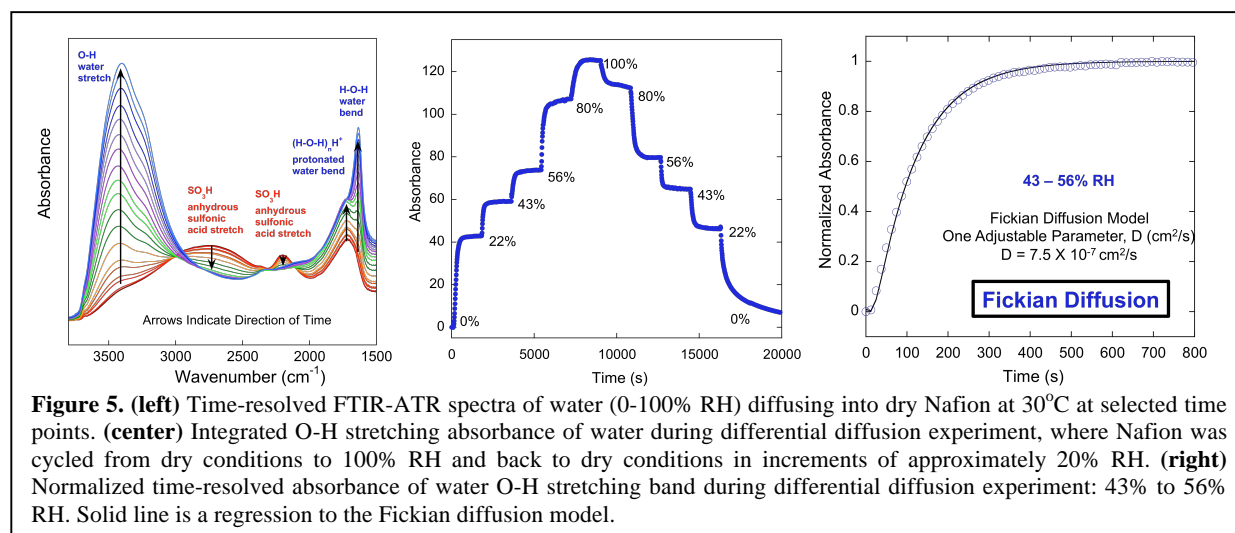 O-H
water
stretch
H-O-H
water
bend
(H-O-H)nH+
protonated
water bend
SO3H
anhydrous
sulfonic
acid stretch
SO3H
anhydrous
sulfonic
acid stretch
Arrows Indicate Direction of Time
Absorbance
3500 3000 2500 2000 1500
Wavenumber (cm-1)
Absorbance
120
100
80
60
40
20
0
0%
22%
43%
56%
80%
100%
80%
56%
43%
22%
0%
0 5000 10000 15000 20000
Time (s)
Normalized Absorbance
1
0.8
0.6
0.4
0.2
0
43 – 56% RH
Fickian Diffusion Model
One Adjustable Parameter, D (cm2/s)
D = 7.5 X 10-7 cm2/s
Fickian Diffusion
0 100 200 300 400 500 600 700 800
Time (s)
Figure 5. (left) Time-resolved FTIR-ATR spectra of water (0-100% RH) diffusing into dry Nafion at 30oC at selected time
points. (center) Integrated O-H stretching absorbance of water during differential diffusion experiment, where Nafion was
cycled from dry conditions to 100% RH and back to dry conditions in increments of approximately 20% RH. (right)
Normalized time-resolved absorbance of water O-H stretching band during differential diffusion experiment: 43% to 56%
RH. Solid line is a regression to the Fickian diffusion model.